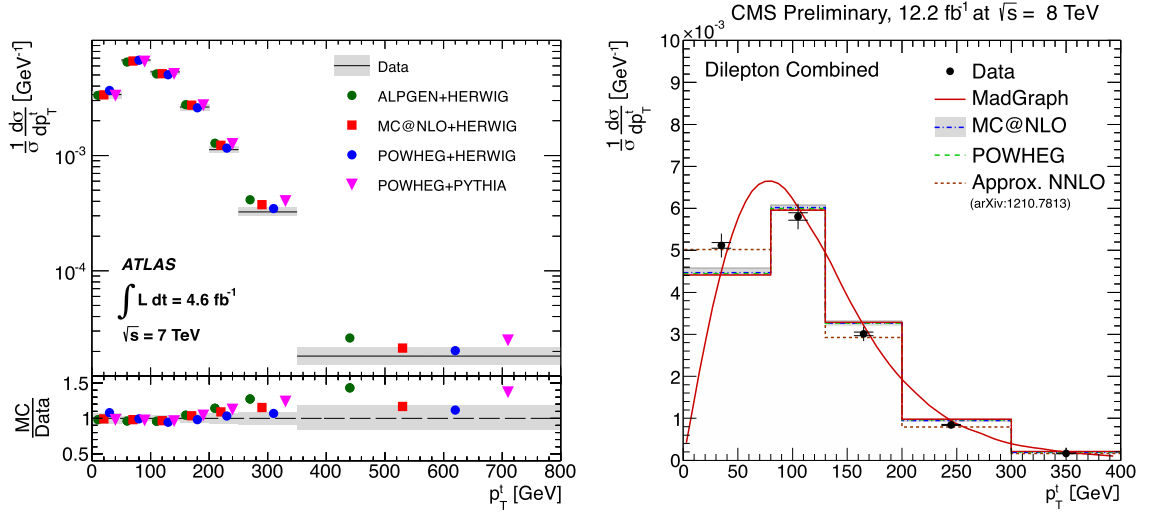 1/σ dσ/dp_T^t [GeV⁻¹]
10⁻³
10⁻⁴
Data
ALPGEN+HERWIG
MC@NLO+HERWIG
POWHEG+HERWIG
POWHEG+PYTHIA
ATLAS
∫ L dt = 4.6 fb⁻¹
√s = 7 TeV
MC/Data
1.5
1
0.5
0 100 200 300 400 500 600 700 800
p_T^t [GeV]
CMS Preliminary, 12.2 fb⁻¹ at √s = 8 TeV
×10⁻³
1/σ dσ/dp_T^t [GeV⁻¹]
10
9
8
7
6
5
4
3
2
1
0
Dilepton Combined
Data
MadGraph
MC@NLO
POWHEG
Approx. NNLO
(arXiv:1210.7813)
0 50 100 150 200 250 300 350 400
p_T^t [GeV]